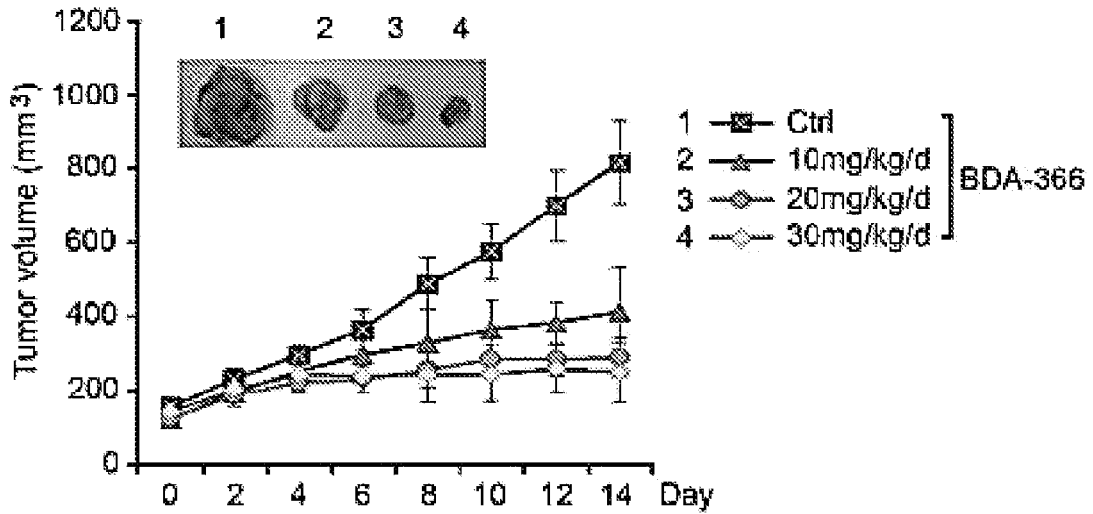 1200
1000
800
600
400
200
0
Tumor volume (mm3)
1 2 3 4
0 2 4 6 8 10 12 14 Day
1 Ctrl
2 10mg/kg/d
3 20mg/kg/d
4 30mg/kg/d
BDA-366